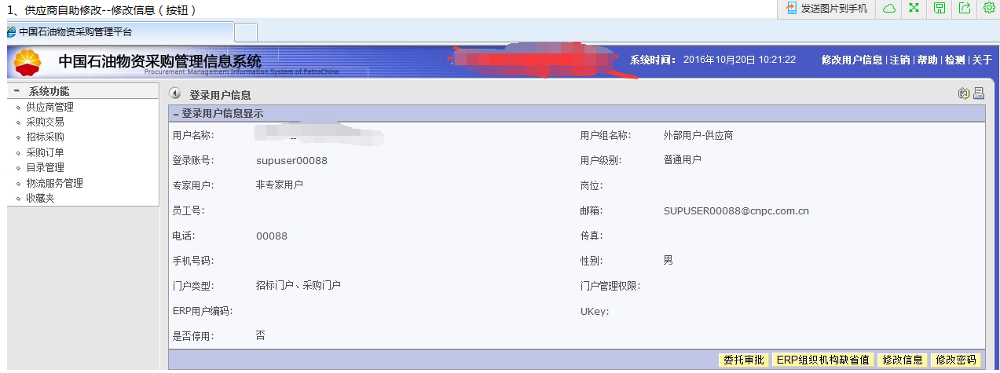 1、供应商自助修改--修改信息（按钮）
发送图片到手机
中国石油物资采购管理平台
中国石油物资采购管理信息系统
Procurement Management Information System of PetroChina
系统时间： 2016年10月20日 10:21:22
修改用户信息 | 注销 | 帮助 | 检测 | 关于
系统功能
供应商管理
采购交易
招标采购
采购订单
目录管理
物流服务管理
收藏夹
登录用户信息
登录用户信息显示
用户名称: 用户组名称: 外部用户-供应商
登录账号: supuser00088 用户级别: 普通用户
专家用户: 非专家用户 岗位:
员工号: 邮箱: SUPUSER00088@cnpc.com.cn
电话: 00088 传真:
手机号码: 性别: 男
门户类型: 招标门户、采购门户 门户管理权限:
ERP用户编码: UKey:
是否停用: 否
委托审批 ERP组织机构缺省值 修改信息 修改密码